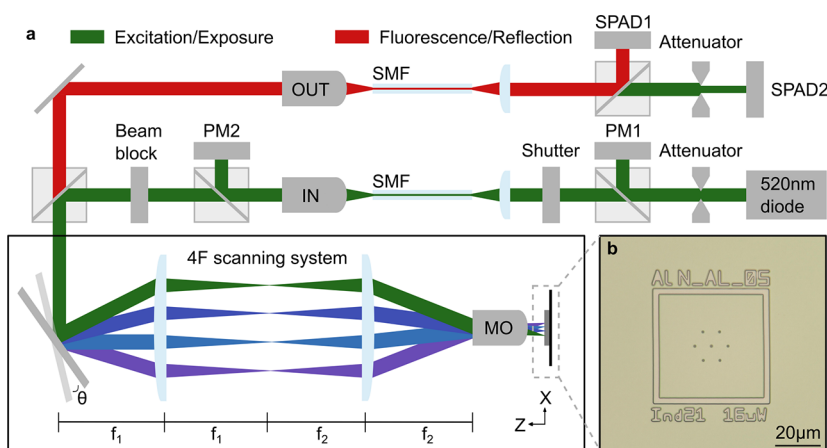 a Excitation/Exposure Fluorescence/Reflection SPAD1
Attenuator
SMF
OUT
SPAD2
Beam
block
PM2
SMF
Shutter
PM1
Attenuator
IN
520nm
diode
4F scanning system
MO
θ
X
Z
f₁ f₁ f₂ f₂
b
AlN_AL_05
Ind21 16uW
20μm